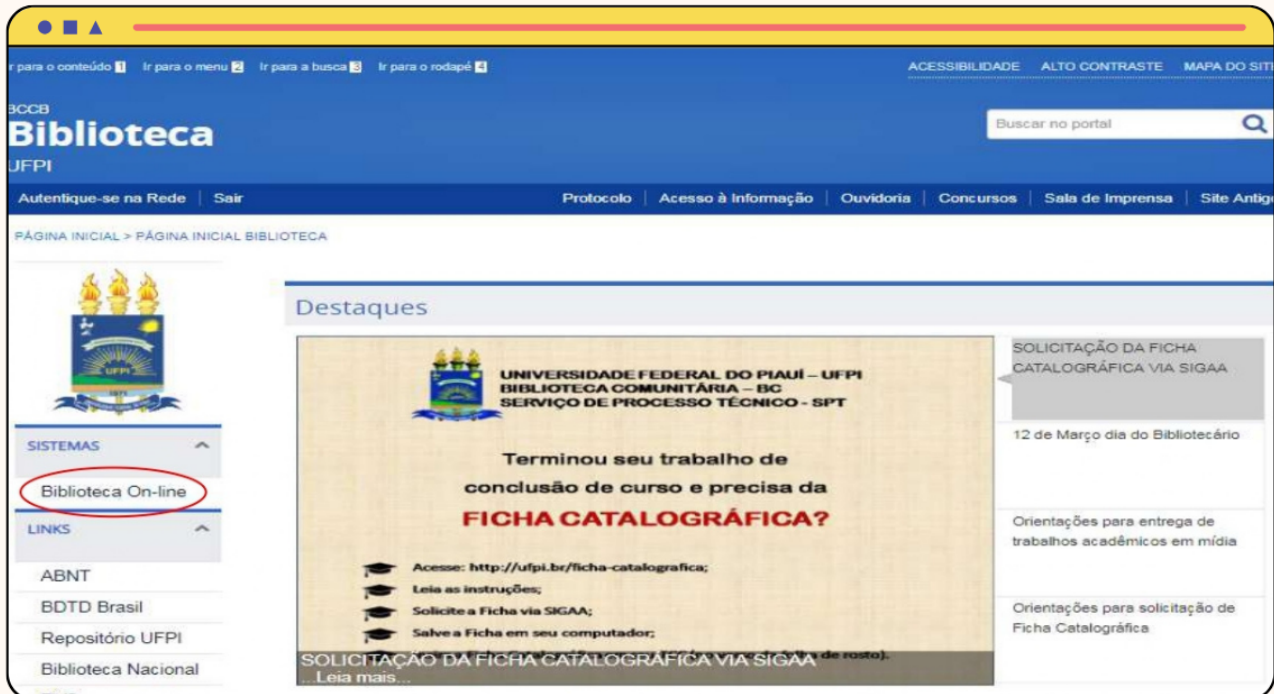 r para o conteúdo 1 Ir para o menu 2 Ir para a busca 3 Ir para o rodapé 4
ACESSIBILIDADE ALTO CONTRASTE MAPA DO SIT
BCCB
Biblioteca
UFPI
Buscar no portal
Autentique-se na Rede Sair
Protocolo Acesso à Informação Ouvidoria Concursos Sala de Imprensa Site Antig
PÁGINA INICIAL > PÁGINA INICIAL BIBLIOTECA
UFPI
SISTEMAS
Biblioteca On-line
LINKS
ABNT
BDTD Brasil
Repositório UFPI
Biblioteca Nacional
Destaques
UNIVERSIDADE FEDERAL DO PIAUÍ – UFPI
BIBLIOTECA COMUNITÁRIA – BC
SERVIÇO DE PROCESSO TÉCNICO - SPT
Terminou seu trabalho de
conclusão de curso e precisa da
FICHA CATALOGRÁFICA?
Acesse: http://ufpi.br/ficha-catalografica;
Leia as instruções;
Solicite a Ficha via SIGAA;
Salve a Ficha em seu computador;
de rosto).
SOLICITAÇÃO DA FICHA CATALOGRÁFICA VIA SIGAA
...Leia mais...
SOLICITAÇÃO DA FICHA
CATALOGRÁFICA VIA SIGAA
12 de Março dia do Bibliotecário
Orientações para entrega de
trabalhos acadêmicos em mídia
Orientações para solicitação de
Ficha Catalográfica